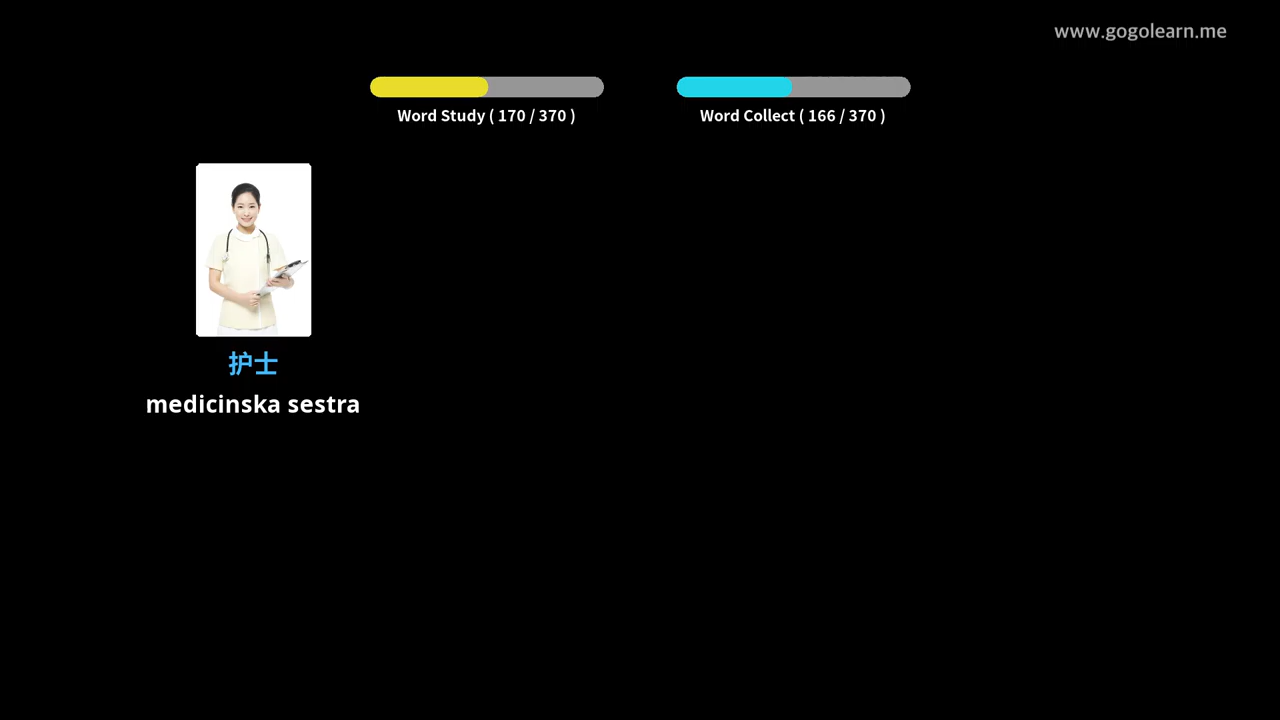 www.gogolearn.me
Word Study ( 170 / 370 )
Word Collect ( 166 / 370 )
护士
medicinska sestra